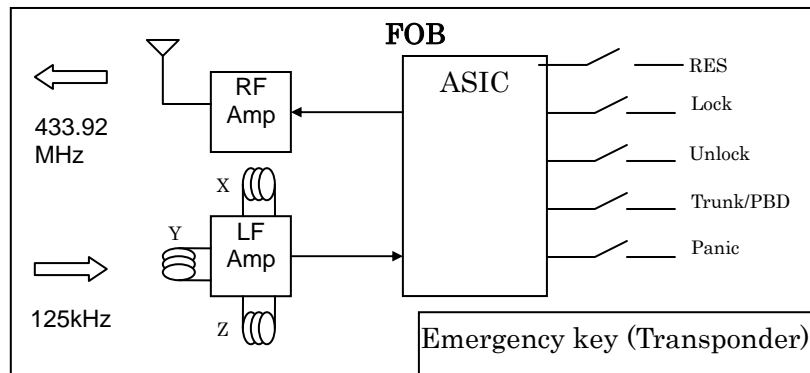 FOB
ASIC
RES
RF
Amp
Lock
433.92
MHz
Unlock
X
Y
LF
Amp
Trunk/PBD
Panic
125kHz
Z
Emergency key (Transponder)